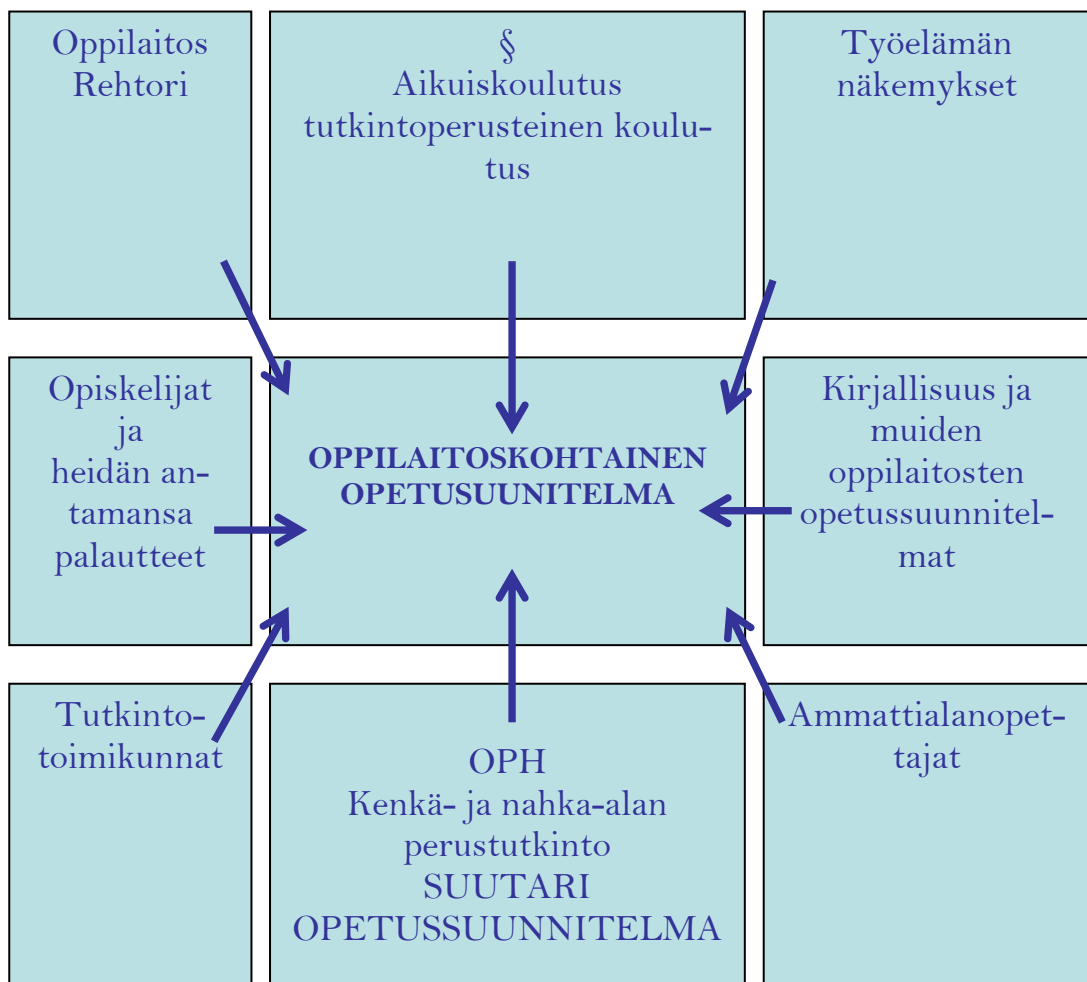 Oppilaitos
Rehtori
§
Aikuiskoulutus
tutkintoperusteinen koulu-
tus
Työelämän
näkemykset
Opiskelijat
ja
heidän an-
tamansa
palautteet
OPPILAITOSKOHTAINEN
OPETUSUUNITELMA
Kirjallisuus ja
muiden
oppilaitosten
opetussuunnitel-
mat
Tutkinto-
toimikunnat
OPH
Kenkä- ja nahka-alan
perustutkinto
SUUTARI
OPETUSSUUNNITELMA
Ammattialanopet-
tajat